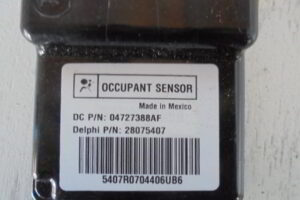 OCCUPANT SENSOR
Made in Mexico
DC P/N: 04727388AF
Delphi P/N: 28075407
5407R0704406UB6